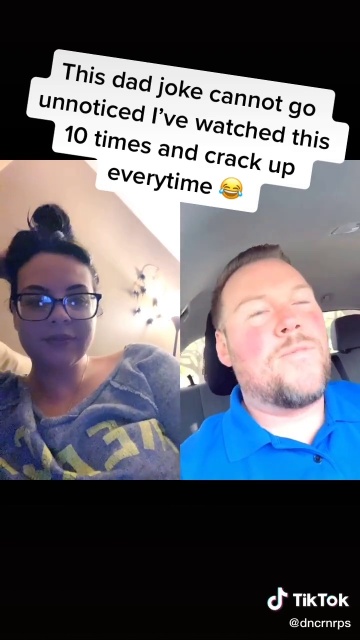 This dad joke cannot go
unnoticed I've watched this
10 times and crack up
everytime 😂
TikTok
@dncrnrps